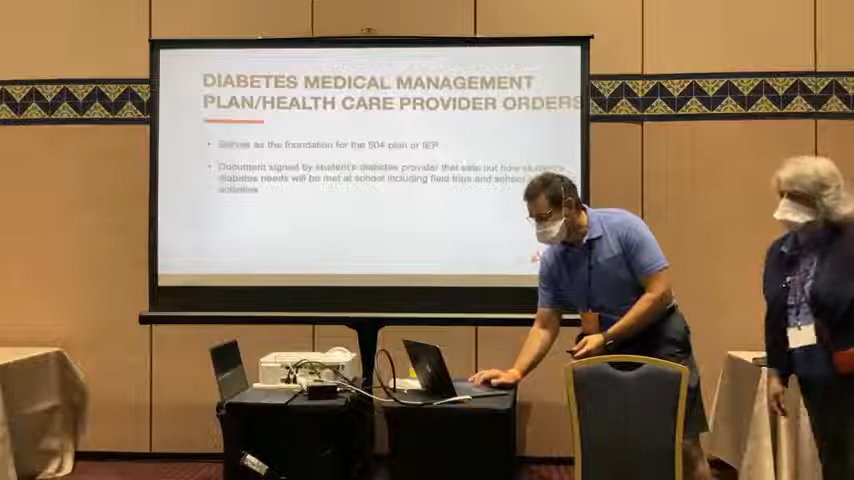 DIABETES MEDICAL MANAGEMENT
PLAN/HEALTH CARE PROVIDER ORDERS
• Serves as the foundation for the 504 plan or IEP
• Document signed by student's diabetes provider that sets out how student's
diabetes needs will be met at school including field trips and school
activities